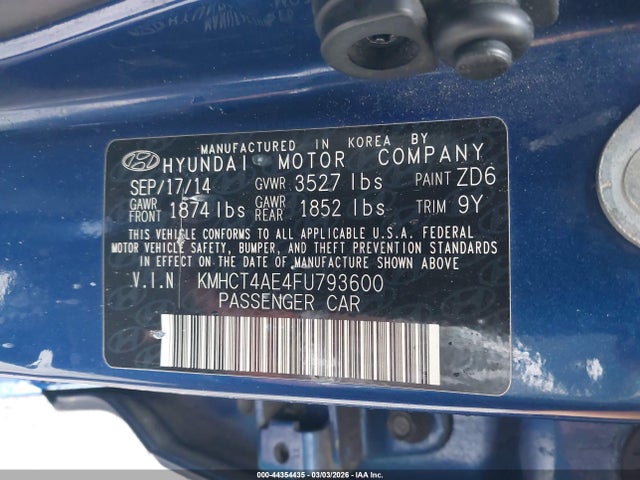 MANUFACTURED IN KOREA BY
HYUNDAI MOTOR COMPANY
SEP/17/14 GVWR 3527 lbs PAINT ZD6
GAWR FRONT 1874 lbs GAWR REAR 1852 lbs TRIM 9Y
THIS VEHICLE CONFORMS TO ALL APPLICABLE U.S.A. FEDERAL
MOTOR VEHICLE SAFETY, BUMPER, AND THEFT PREVENTION STANDARDS
IN EFFECT ON THE DATE OF MANUFACTURE SHOWN ABOVE.
V.I.N KMHCT4AE4FU793600
PASSENGER CAR
000-44354435 - 03/03/2026 - IAA Inc.